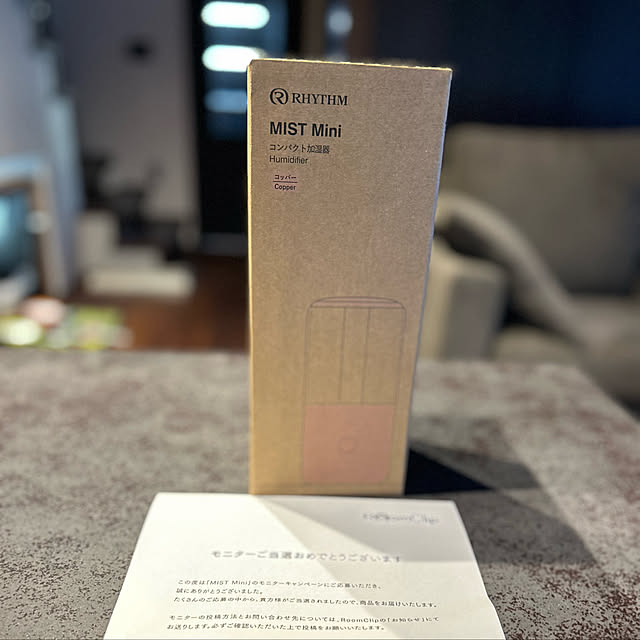 RHYTHM
MIST Mini
コンパクト加湿器
Humidifier
コッパー
Copper
RoomClip
モニターご当選おめでとうございます
この度は「MIST Mini」のモニターキャンペーンにご応募いただき、
誠にありがとうございました。
たくさんのご応募の中から、貴方様がご当選されましたので、商品をお届けいたします。
モニターの投稿方法とお問い合わせ先については、RoomClipの「お知らせ」にて
お送りします。必ずご確認いただいた上で投稿をお願いいたします。